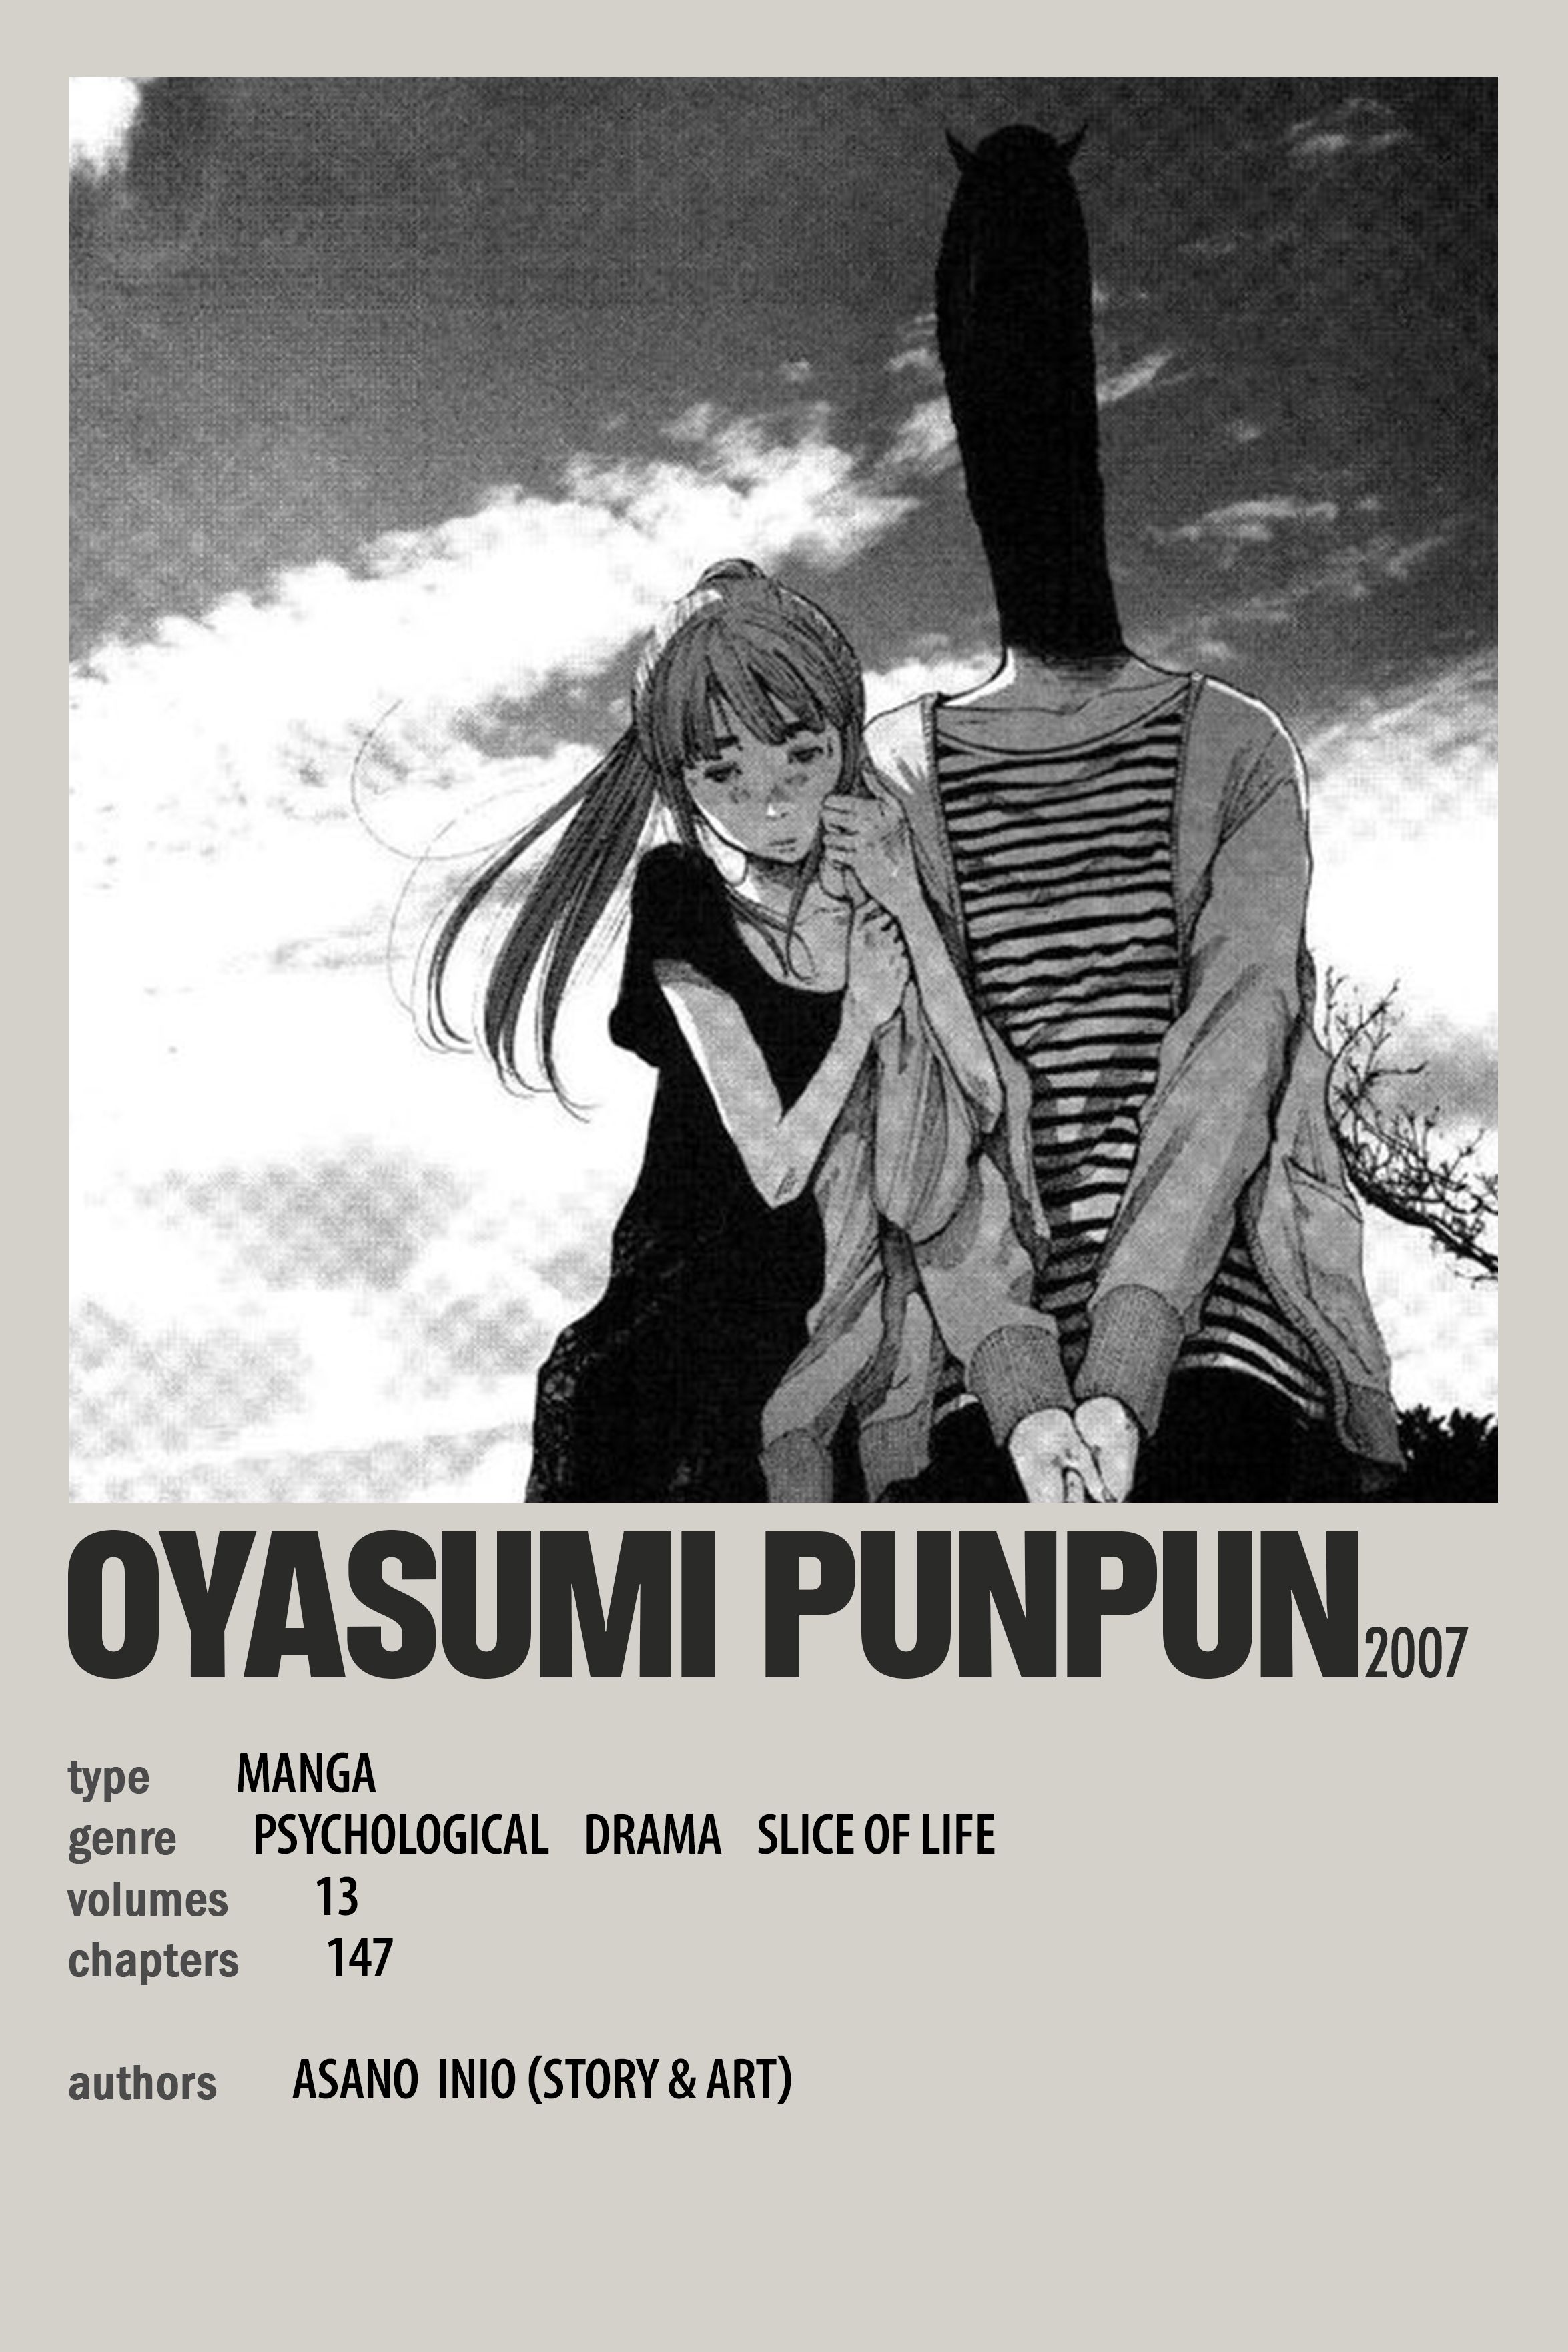 OYASUMI PUNPUN 2007
type MANGA
genre PSYCHOLOGICAL DRAMA SLICE OF LIFE
volumes 13
chapters 147
authors ASANO INIO (STORY & ART)